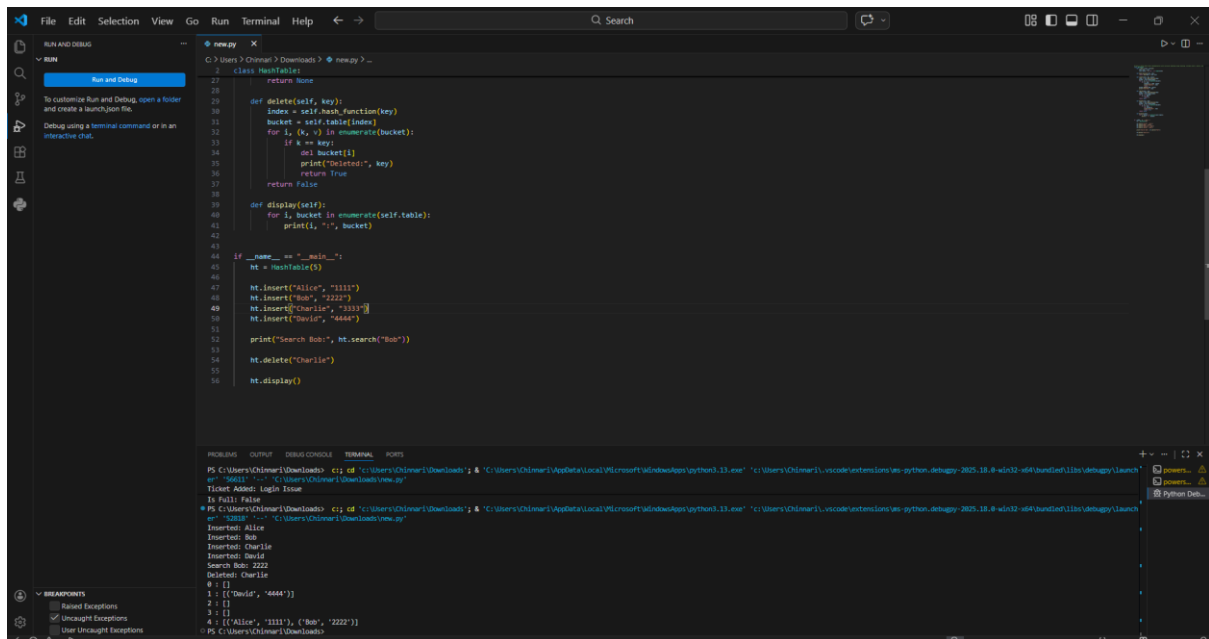 File Edit Selection View Go Run Terminal Help
Search
RUN AND DEBUG
RUN
Run and Debug
To customize Run and Debug, open a folder
and create a launch.json file.
Debug using a terminal command or in an
interactive chat.
new.py
C: > Users > Chinnari > Downloads > new.py > ...
2 class HashTable:
27 return None
28
29 def delete(self, key):
30 index = self.hash_function(key)
31 bucket = self.table[index]
32 for i, (k, v) in enumerate(bucket):
33 if k == key:
34 del bucket[i]
35 print("Deleted:", key)
36 return True
37 return False
38
39 def display(self):
40 for i, bucket in enumerate(self.table):
41 print(i, ":", bucket)
42
43
44 if __name__ == "__main__":
45 ht = HashTable(5)
46
47 ht.insert("Alice", "1111")
48 ht.insert("Bob", "2222")
49 ht.insert("Charlie", "3333")
50 ht.insert("David", "4444")
51
52 print("Search Bob:", ht.search("Bob"))
53
54 ht.delete("Charlie")
55
56 ht.display()
PROBLEMS OUTPUT DEBUG CONSOLE TERMINAL PORTS
PS C:\Users\Chinnari\Downloads> c:; cd 'c:\Users\Chinnari\Downloads'; & 'C:\Users\Chinnari\AppData\Local\Microsoft\WindowsApps\python3.13.exe' 'c:\Users\Chinnari\.vscode\extensions\ms-python.debugpy-2025.18.0-win32-x64\bundled\libs\debugpy\launch
er' '56611' '--' 'C:\Users\Chinnari\Downloads\new.py'
Ticket Added: Login Issue
Is Full: False
PS C:\Users\Chinnari\Downloads> c:; cd 'c:\Users\Chinnari\Downloads'; & 'C:\Users\Chinnari\AppData\Local\Microsoft\WindowsApps\python3.13.exe' 'c:\Users\Chinnari\.vscode\extensions\ms-python.debugpy-2025.18.0-win32-x64\bundled\libs\debugpy\launch
er' '52810' '--' 'C:\Users\Chinnari\Downloads\new.py'
Inserted: Alice
Inserted: Bob
Inserted: Charlie
Inserted: David
Search Bob: 2222
Deleted: Charlie
0 : []
1 : [('David', '4444')]
2 : []
3 : []
4 : [('Alice', '1111'), ('Bob', '2222')]
PS C:\Users\Chinnari\Downloads>
powers...
powers...
Python Deb...
BREAKPOINTS
Raised Exceptions
Uncaught Exceptions
User Uncaught Exceptions